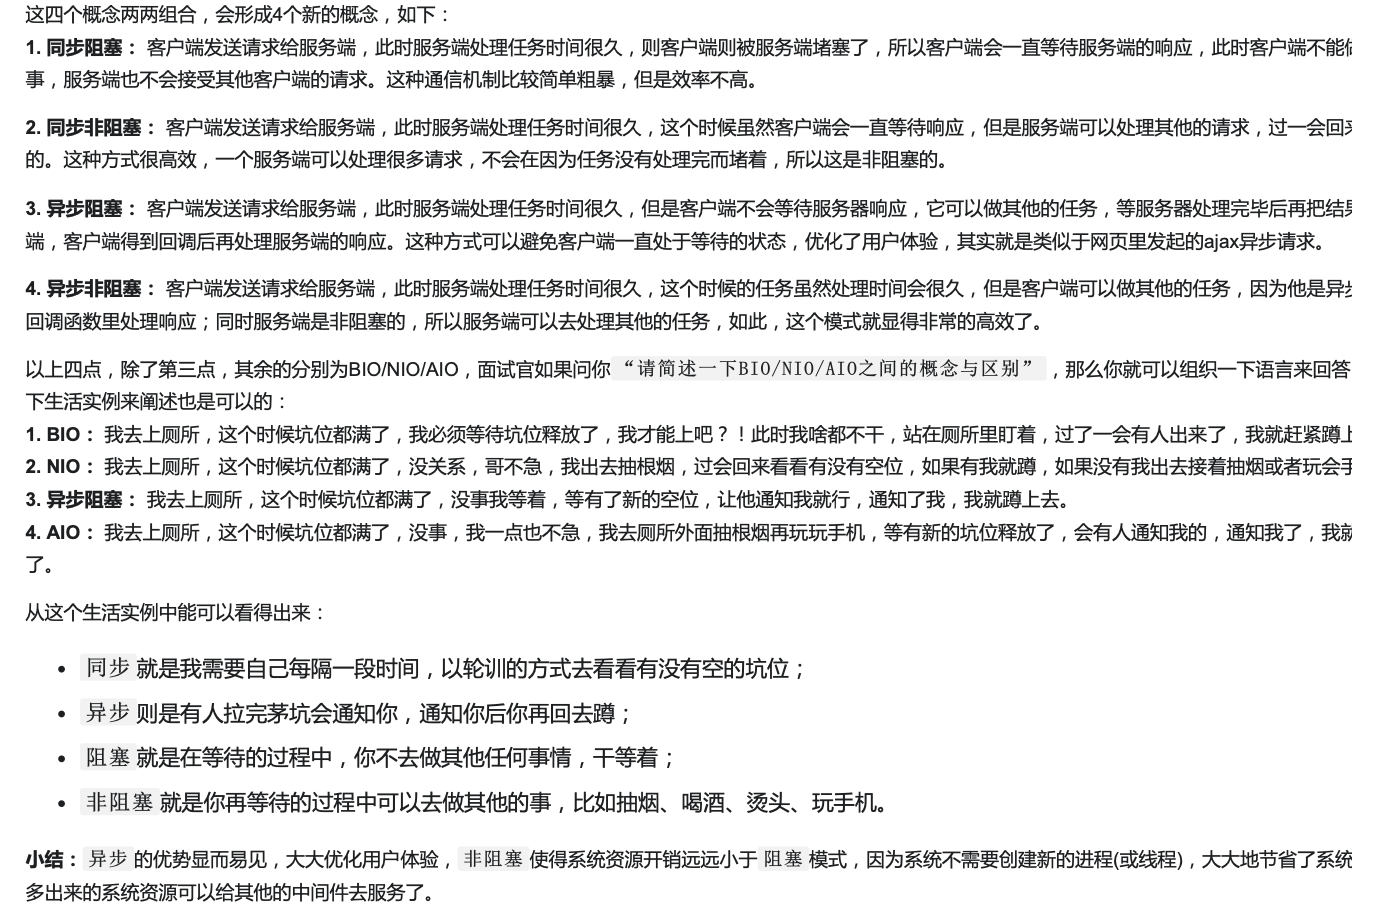 这四个概念两两组合，会形成4个新的概念，如下：
1. 同步阻塞： 客户端发送请求给服务端，此时服务端处理任务时间很久，则客户端则被服务端堵塞了，所以客户端会一直等待服务端的响应，此时客户端不能做
事，服务端也不会接受其他客户端的请求。这种通信机制比较简单粗暴，但是效率不高。
2. 同步非阻塞： 客户端发送请求给服务端，此时服务端处理任务时间很久，这个时候虽然客户端会一直等待响应，但是服务端可以处理其他的请求，过一会回来
的。这种方式很高效，一个服务端可以处理很多请求，不会在因为任务没有处理完而堵着，所以这是非阻塞的。
3. 异步阻塞： 客户端发送请求给服务端，此时服务端处理任务时间很久，但是客户端不会等待服务器响应，它可以做其他的任务，等服务器处理完毕后再把结果
端，客户端得到回调后再处理服务端的响应。这种方式可以避免客户端一直处于等待的状态，优化了用户体验，其实就是类似于网页里发起的ajax异步请求。
4. 异步非阻塞： 客户端发送请求给服务端，此时服务端处理任务时间很久，这个时候的任务虽然处理时间会很久，但是客户端可以做其他的任务，因为他是异步
回调函数里处理响应；同时服务端是非阻塞的，所以服务端可以去处理其他的任务，如此，这个模式就显得非常的高效了。
以上四点，除了第三点，其余的分别为BIO/NIO/AIO，面试官如果问你“请简述一下BIO/NIO/AIO之间的概念与区别”，那么你就可以组织一下语言来回答
下生活实例来阐述也是可以的：
1. BIO： 我去上厕所，这个时候坑位都满了，我必须等待坑位释放了，我才能上吧？！此时我啥都不干，站在厕所里盯着，过了一会有人出来了，我就赶紧蹲上
2. NIO： 我去上厕所，这个时候坑位都满了，没关系，哥不急，我出去抽根烟，过会回来看看有没有空位，如果有我就蹲，如果没有我出去接着抽烟或者玩会手
3. 异步阻塞： 我去上厕所，这个时候坑位都满了，没事我等着，等有了新的空位，让他通知我就行，通知了我，我就蹲上去。
4. AIO： 我去上厕所，这个时候坑位都满了，没事，我一点也不急，我去厕所外面抽根烟再玩玩手机，等有新的坑位释放了，会有人通知我的，通知我了，我就
了。
从这个生活实例中能可以看得出来：
• 同步就是我需要自己每隔一段时间，以轮训的方式去看看有没有空的坑位；
• 异步则是有人拉完茅坑会通知你，通知你后你再回去蹲；
• 阻塞就是在等待的过程中，你不去做其他任何事情，干等着；
• 非阻塞就是你再等待的过程中可以去做其他的事，比如抽烟、喝酒、烫头、玩手机。
小结：异步的优势显而易见，大大优化用户体验，非阻塞使得系统资源开销远远小于阻塞模式，因为系统不需要创建新的进程(或线程)，大大地节省了系统
多出来的系统资源可以给其他的中间件去服务了。